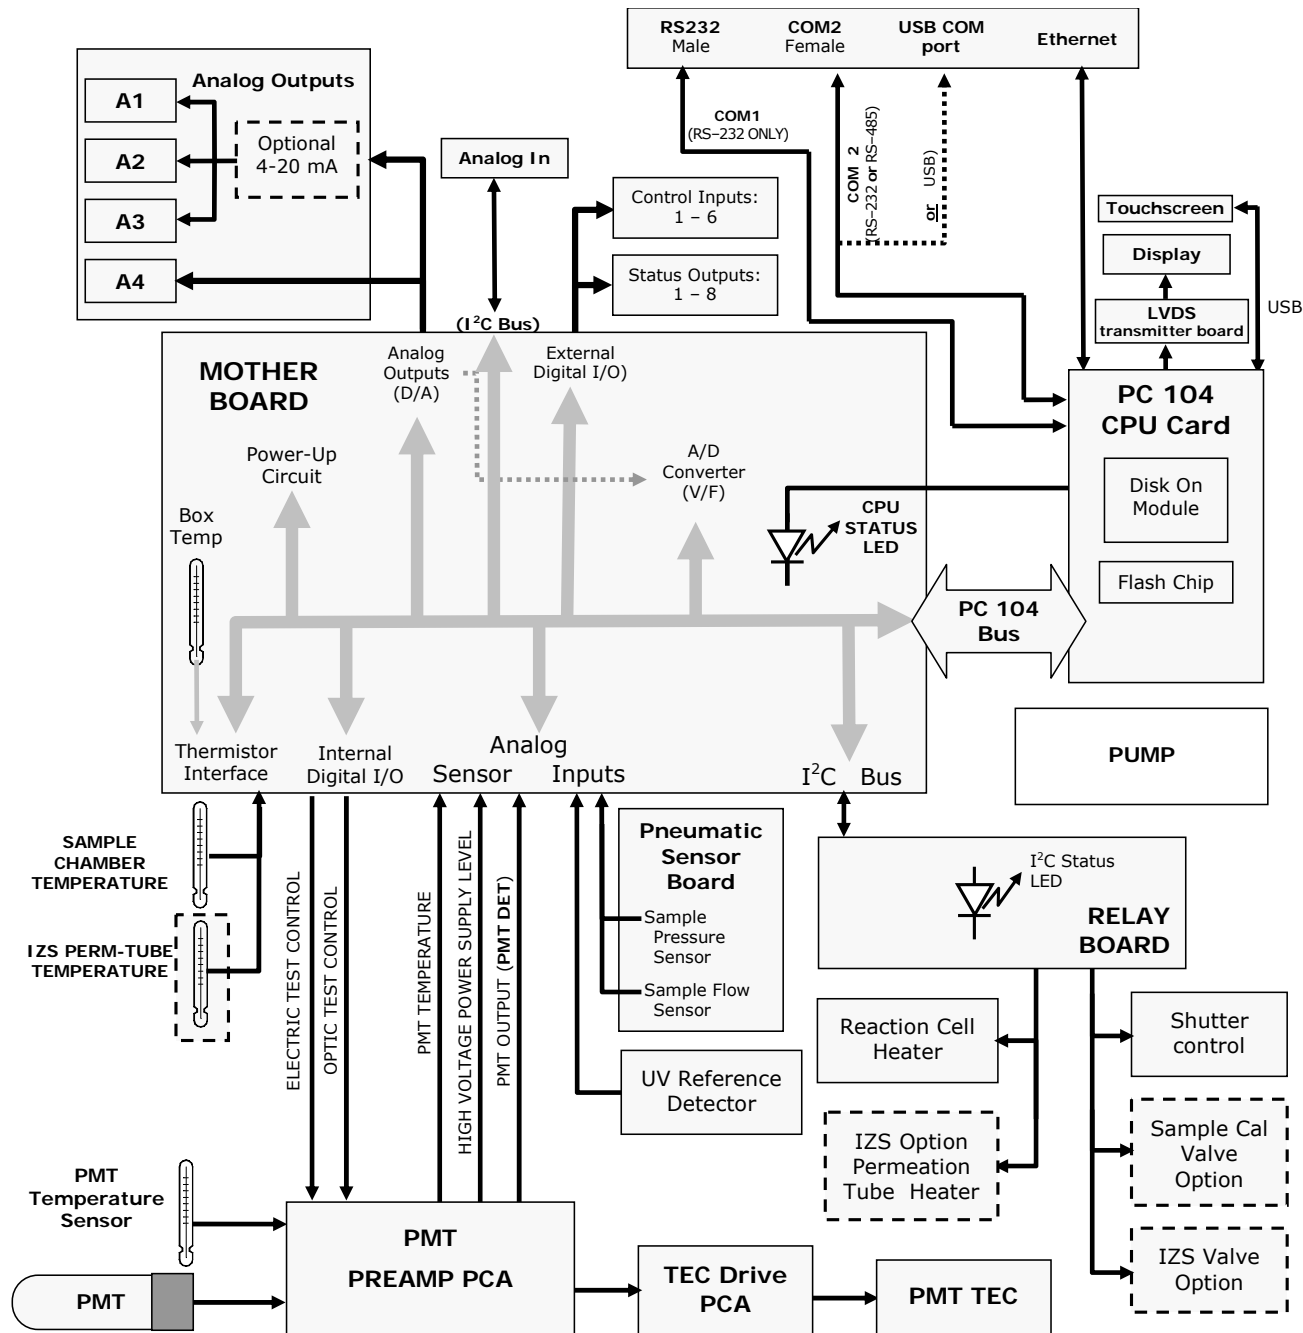 RS232
Male
COM2
Female
USB COM
port
Ethernet
Analog Outputs
A1
A2
A3
A4
Optional
4-20 mA
Analog In
(I²C Bus)
Control Inputs:
1 – 6
Status Outputs:
1 – 8
COM1
(RS–232 ONLY)
COM 2
(RS–232 or RS–485)
or USB)
Touchscreen
Display
LVDS
transmitter board
USB
MOTHER
BOARD
Analog
Outputs
(D/A)
External
Digital I/O)
Power-Up
Circuit
A/D
Converter
(V/F)
Box
Temp
CPU
STATUS
LED
PC 104
CPU Card
Disk On
Module
Flash Chip
PC 104
Bus
Thermistor
Interface
Internal
Digital I/O
Analog
Sensor Inputs
I²C Bus
PUMP
SAMPLE
CHAMBER
TEMPERATURE
IZS PERM-TUBE
TEMPERATURE
ELECTRIC TEST CONTROL
OPTIC TEST CONTROL
PMT TEMPERATURE
HIGH VOLTAGE POWER SUPPLY LEVEL
PMT OUTPUT (PMT DET)
Pneumatic
Sensor
Board
Sample
Pressure
Sensor
Sample Flow
Sensor
UV Reference
Detector
I²C Status
LED
RELAY
BOARD
Reaction Cell
Heater
IZS Option
Permeation
Tube Heater
Shutter
control
Sample Cal
Valve
Option
IZS Valve
Option
PMT
Temperature
Sensor
PMT
PMT
PREAMP PCA
TEC Drive
PCA
PMT TEC